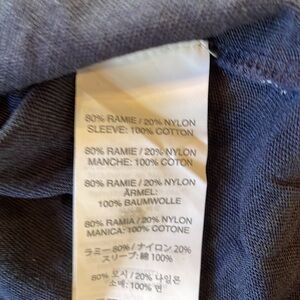 80% RAMIE / 20% NYLON
SLEEVE: 100% COTTON
80% RAMIE / 20% NYLON
MANCHE: 100% COTON
80% RAMIE / 20% NYLON
ÄRMEL:
100% BAUMWOLLE
80% RAMIA / 20% NYLON
MANICA: 100% COTONE
ラミー 80% / ナイロン 20%
スリーブ: 綿 100%
80% 모시 / 20% 나일론
소매: 100% 면